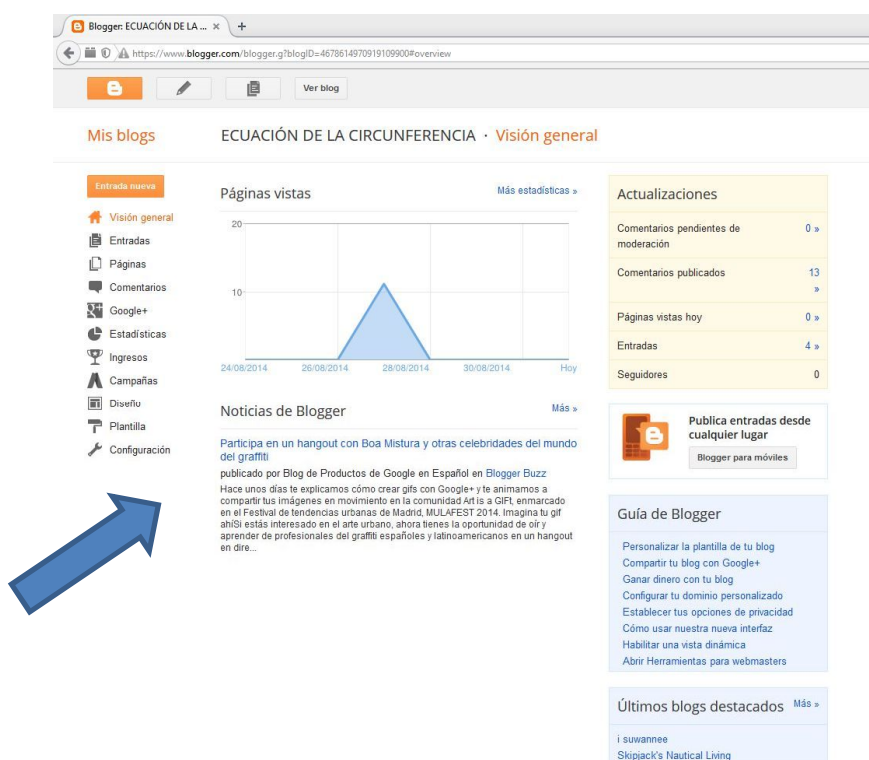 Blogger: ECUACIÓN DE LA ... × +
https://www.blogger.com/blogger.g?blogID=4678614970919109900#overview
Ver blog
Mis blogs
ECUACIÓN DE LA CIRCUNFERENCIA · Visión general
Entrada nueva
Visión general
Entradas
Páginas
Comentarios
Google+
Estadísticas
Ingresos
Campañas
Diseño
Plantilla
Configuración
Páginas vistas
Más estadísticas »
20
10
24/08/2014 26/08/2014 28/08/2014 30/08/2014 Hoy
Noticias de Blogger
Más »
Participa en un hangout con Boa Mistura y otras celebridades del mundo
del graffiti
publicado por Blog de Productos de Google en Español en Blogger Buzz
Hace unos días te explicamos cómo crear gifs con Google+ y te animamos a
compartir tus imágenes en movimiento en la comunidad Art is a GIFt, enmarcado
en el Festival de tendencias urbanas de Madrid, MULAFEST 2014. Imagina tu gif
ahíSi estás interesado en el arte urbano, ahora tienes la oportunidad de oír y
aprender de profesionales del graffiti españoles y latinoamericanos en un hangout
en dire...
Actualizaciones
Comentarios pendientes de 0 »
moderación
Comentarios publicados 13
»
Páginas vistas hoy 0 »
Entradas 4 »
Seguidores 0
Publica entradas desde
cualquier lugar
Blogger para móviles
Guía de Blogger
Personalizar la plantilla de tu blog
Compartir tu blog con Google+
Ganar dinero con tu blog
Configurar tu dominio personalizado
Establecer tus opciones de privacidad
Cómo usar nuestra nueva interfaz
Habilitar una vista dinámica
Abrir Herramientas para webmasters
Últimos blogs destacados Más »
i suwannee
Skipjack's Nautical Living